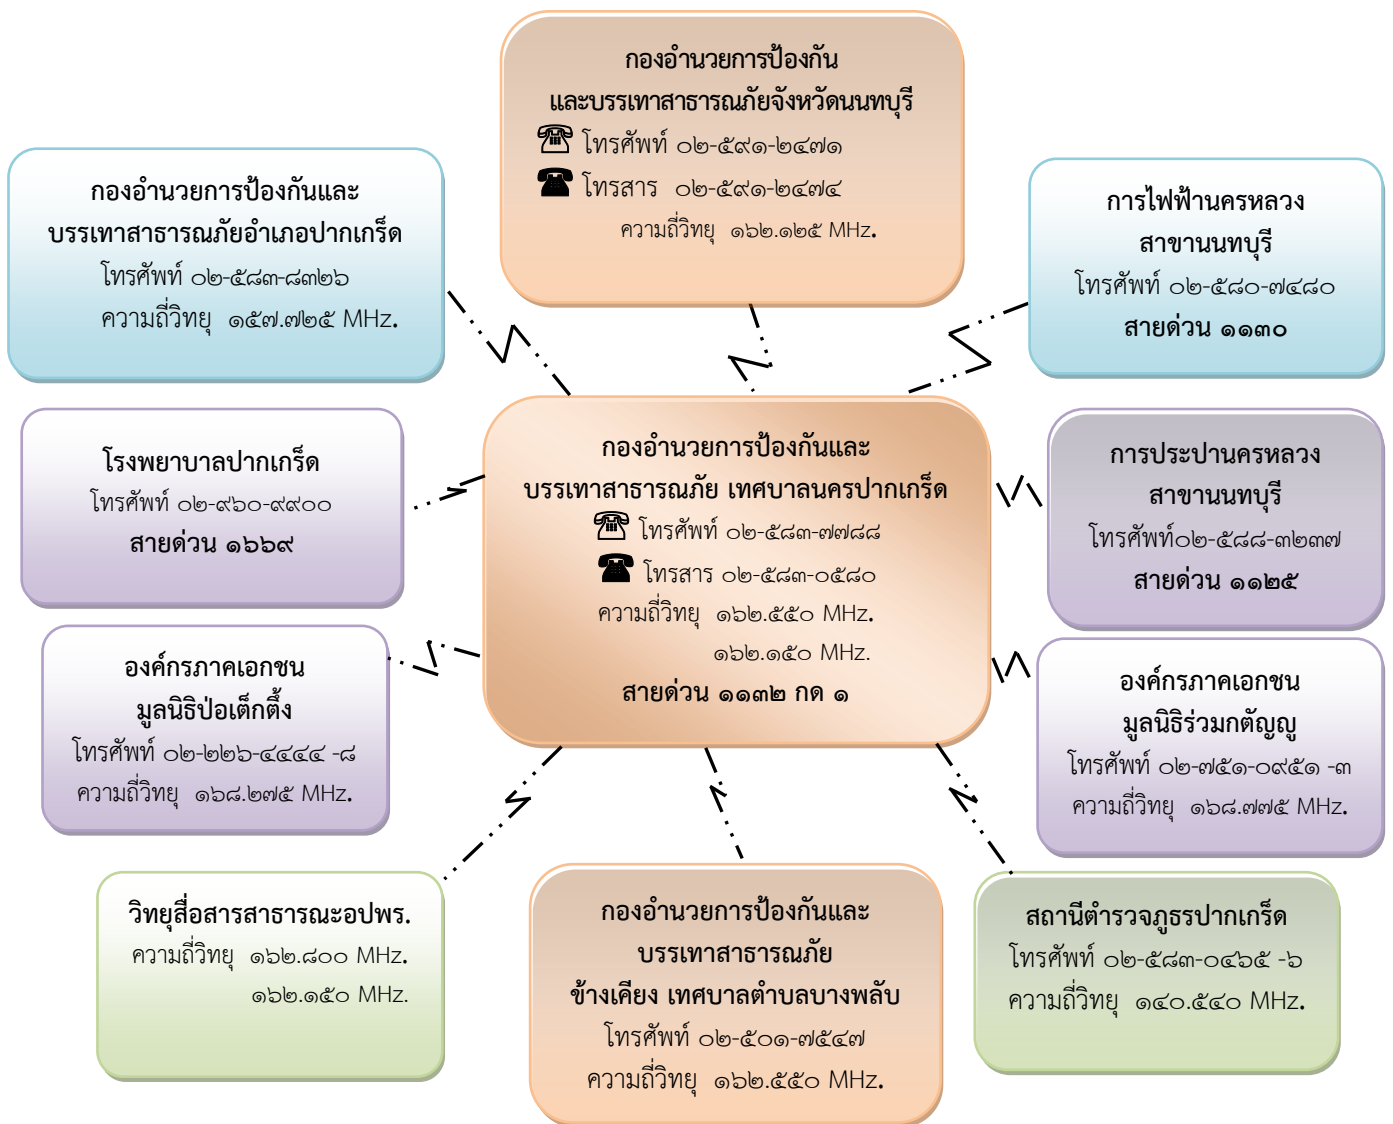 กองอำนวยการป้องกัน
และบรรเทาสาธารณภัยจังหวัดนนทบุรี
โทรศัพท์ ๐๒-๕๙๑-๒๔๗๑
โทรสาร ๐๒-๕๙๑-๒๔๗๔
ความถี่วิทยุ ๑๖๒.๑๒๕ MHz.
กองอำนวยการป้องกันและ
บรรเทาสาธารณภัยอำเภอปากเกร็ด
โทรศัพท์ ๐๒-๕๘๓-๘๓๒๖
ความถี่วิทยุ ๑๕๗.๗๒๕ MHz.
การไฟฟ้านครหลวง
สาขานนทบุรี
โทรศัพท์ ๐๒-๕๘๐-๗๔๘๐
สายด่วน ๑๑๓๐
โรงพยาบาลปากเกร็ด
โทรศัพท์ ๐๒-๙๖๐-๙๙๐๐
สายด่วน ๑๖๖๙
กองอำนวยการป้องกันและ
บรรเทาสาธารณภัย เทศบาลนครปากเกร็ด
โทรศัพท์ ๐๒-๕๘๓-๗๗๘๘
โทรสาร ๐๒-๕๘๓-๐๕๘๐
ความถี่วิทยุ ๑๖๒.๕๕๐ MHz.
๑๖๒.๑๕๐ MHz.
สายด่วน ๑๑๓๒ กด ๑
การประปานครหลวง
สาขานนทบุรี
โทรศัพท์๐๒-๕๘๘-๓๒๓๗
สายด่วน ๑๑๒๕
องค์กรภาคเอกชน
มูลนิธิป่อเต็กตึ้ง
โทรศัพท์ ๐๒-๒๒๖-๔๔๔๔ -๘
ความถี่วิทยุ ๑๖๘.๒๗๕ MHz.
องค์กรภาคเอกชน
มูลนิธิร่วมกตัญญู
โทรศัพท์ ๐๒-๗๕๑-๐๙๕๑ -๓
ความถี่วิทยุ ๑๖๘.๗๗๕ MHz.
วิทยุสื่อสารสาธารณะอปพร.
ความถี่วิทยุ ๑๖๒.๘๐๐ MHz.
๑๖๒.๑๕๐ MHz.
กองอำนวยการป้องกันและ
บรรเทาสาธารณภัย
ข้างเคียง เทศบาลตำบลบางพลับ
โทรศัพท์ ๐๒-๕๐๑-๗๕๔๗
ความถี่วิทยุ ๑๖๒.๕๕๐ MHz.
สถานีตำรวจภูธรปากเกร็ด
โทรศัพท์ ๐๒-๕๘๓-๐๔๖๕ -๖
ความถี่วิทยุ ๑๔๐.๕๔๐ MHz.